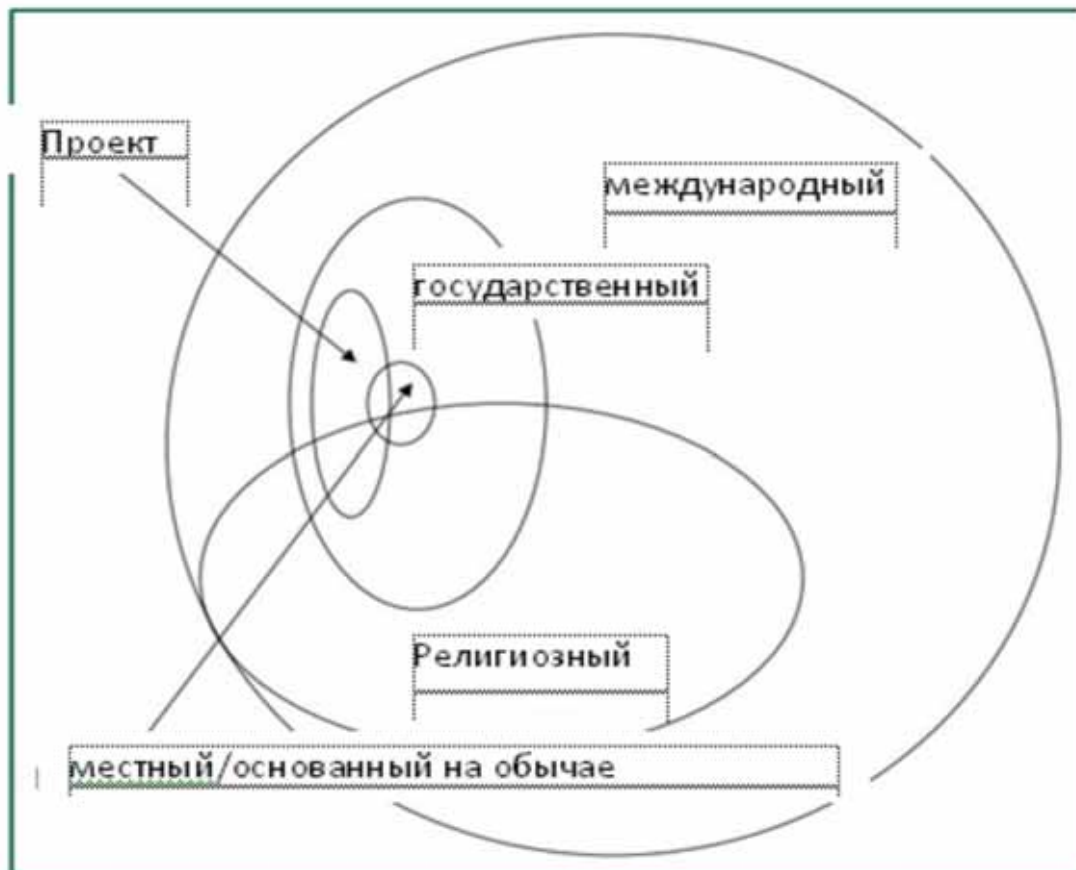 Проект
международный
государственный
Религиозный
местный/основанный на обычае